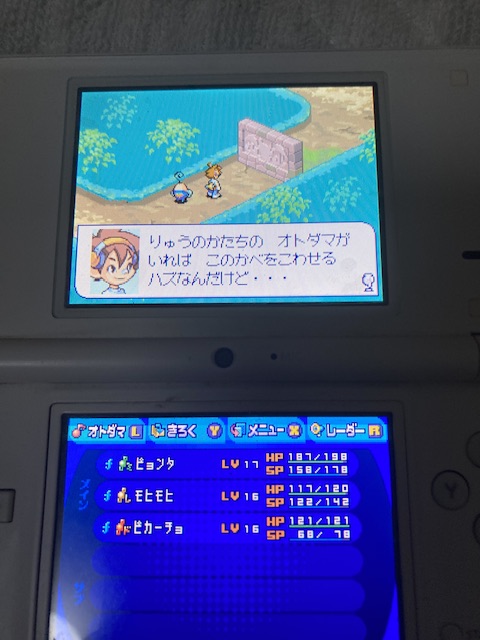 りゅうのかたちの　オトダマが
いれば　このかべをこわせる
ハズなんだけど・・・
オトダマ L きろく Y メニュー X レーダー R
メイン
ピョンタ LV 17 HP 187/198
SP 158/178
モヒモヒ LV 16 HP 117/120
SP 122/142
ピカーチョ LV 16 HP 121/121
SP 68/ 78
Y